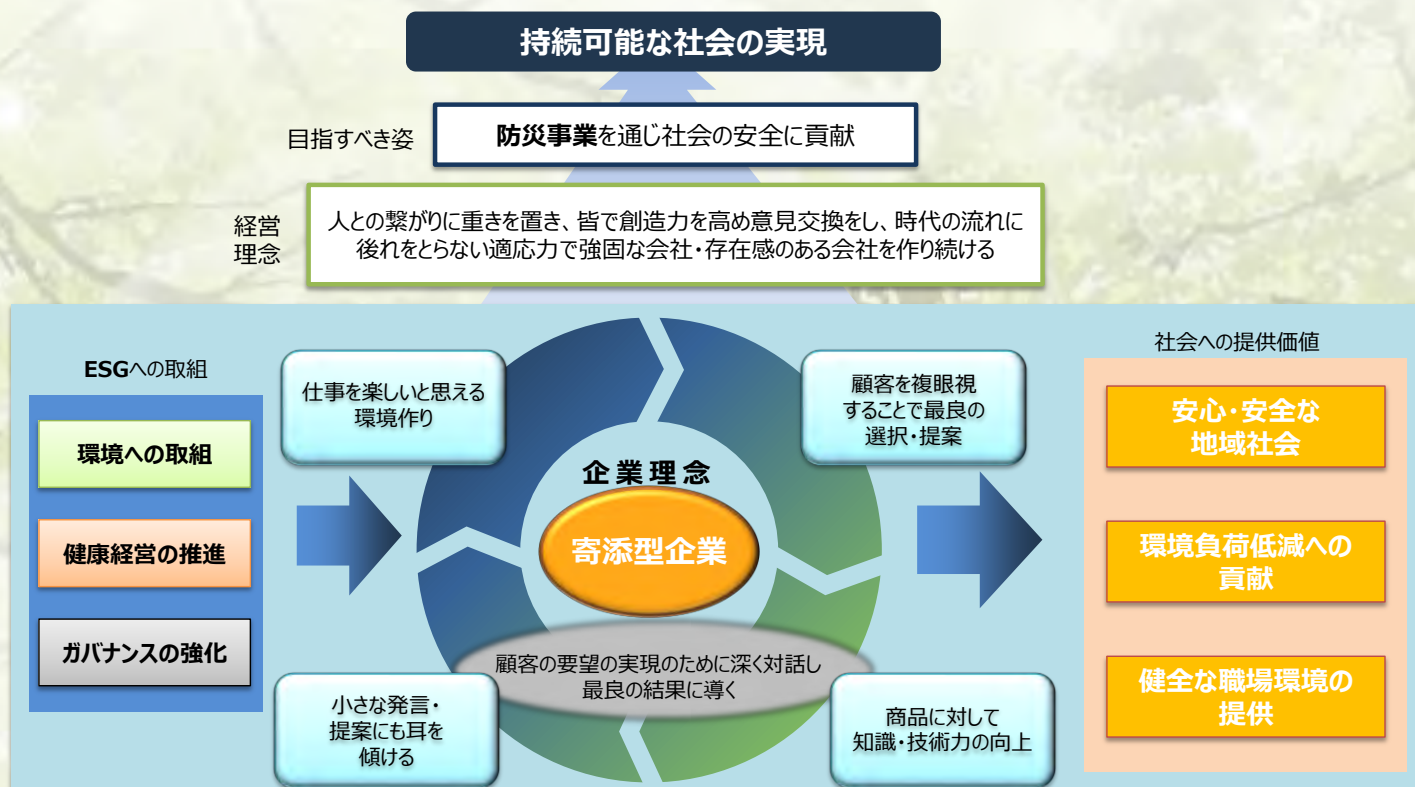 持続可能な社会の実現
目指すべき姿
防災事業を通じ社会の安全に貢献
経営
理念
人との繋がりに重きを置き、皆で創造力を高め意見交換をし、時代の流れに
後れをとらない適応力で強固な会社・存在感のある会社を作り続ける
ESGへの取組
環境への取組
健康経営の推進
ガバナンスの強化
仕事を楽しいと思える
環境作り
顧客を複眼視
することで最良の
選択・提案
企業理念
寄添型企業
顧客の要望の実現のために深く対話し
最良の結果に導く
小さな発言・
提案にも耳を
傾ける
商品に対して
知識・技術力の向上
社会への提供価値
安心・安全な
地域社会
環境負荷低減への
貢献
健全な職場環境の
提供